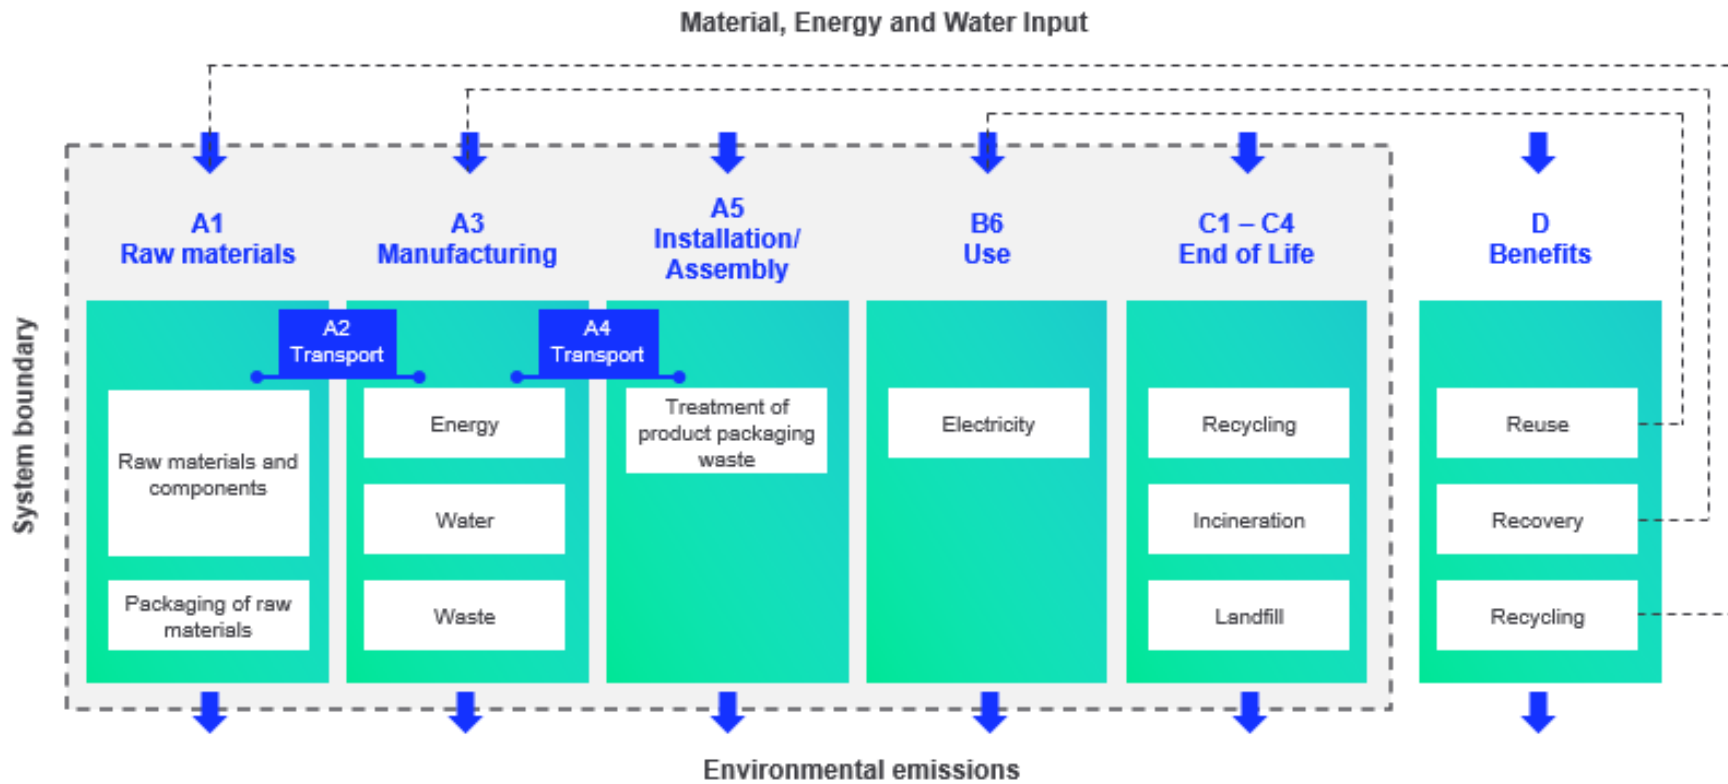 Material, Energy and Water Input
A1
Raw materials
A3
Manufacturing
A5
Installation/
Assembly
B6
Use
C1 – C4
End of Life
D
Benefits
System boundary
A2
Transport
A4
Transport
Raw materials and
components
Packaging of raw
materials
Energy
Water
Waste
Treatment of
product packaging
waste
Electricity
Recycling
Incineration
Landfill
Reuse
Recovery
Recycling
Environmental emissions